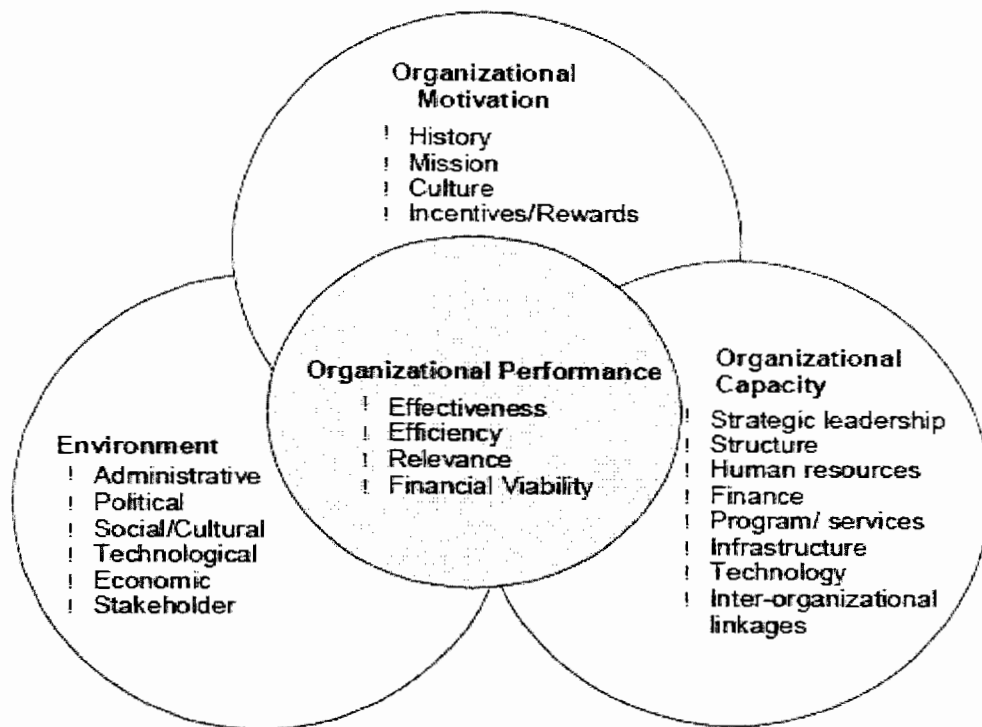 Organizational
Motivation
! History
! Mission
! Culture
! Incentives/Rewards
Organizational Performance
! Effectiveness
! Efficiency
! Relevance
! Financial Viability
Environment
! Administrative
! Political
! Social/Cultural
! Technological
! Economic
! Stakeholder
Organizational
Capacity
! Strategic leadership
! Structure
! Human resources
! Finance
! Program/ services
! Infrastructure
! Technology
! Inter-organizational
linkages